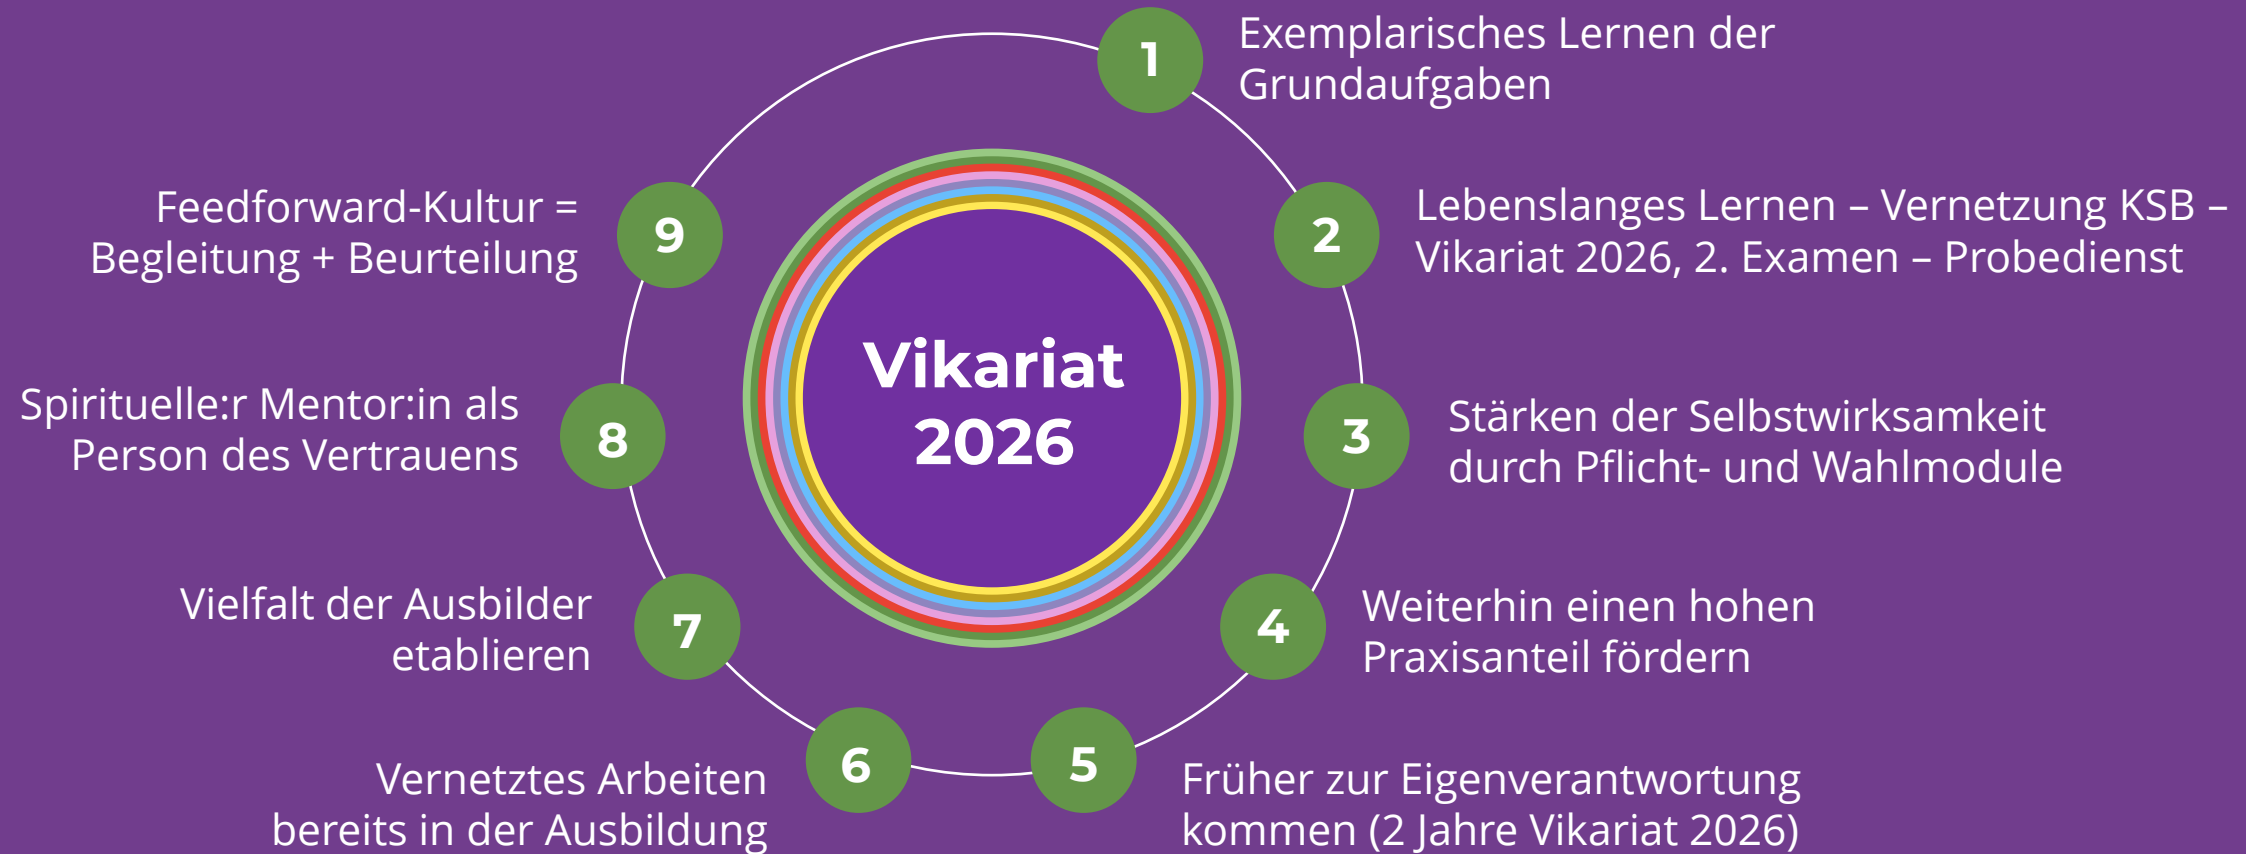 Vikariat
2026
1
Exemplarisches Lernen der
Grundaufgaben
2
Lebenslanges Lernen – Vernetzung KSB –
Vikariat 2026, 2. Examen – Probedienst
3
Stärken der Selbstwirksamkeit
durch Pflicht- und Wahlmodule
4
Weiterhin einen hohen
Praxisanteil fördern
5
Früher zur Eigenverantwortung
kommen (2 Jahre Vikariat 2026)
6
Vernetztes Arbeiten
bereits in der Ausbildung
7
Vielfalt der Ausbilder
etablieren
8
Spirituelle:r Mentor:in als
Person des Vertrauens
9
Feedforward-Kultur =
Begleitung + Beurteilung